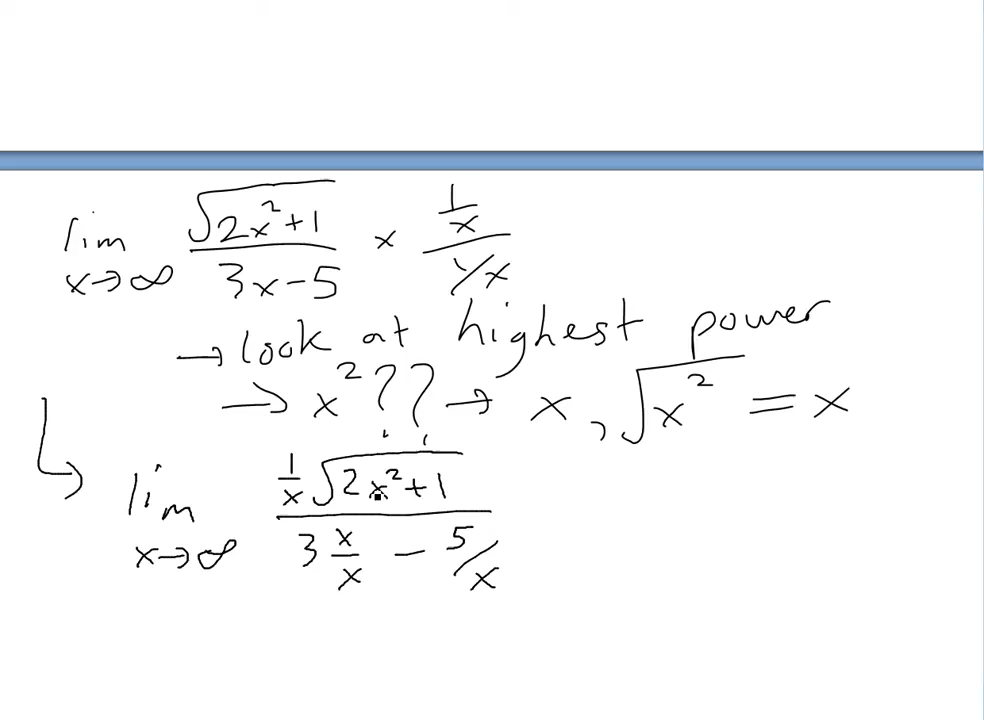 lim x→∞ √(2x²+1) / (3x-5) × (1/x) / (1/x)
→ look at highest power
→ x² ?? → x, √x² = x
↳ lim x→∞ (1/x √(2x²+1)) / (3 x/x - 5/x)